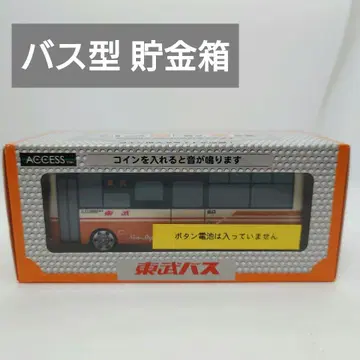 バス型 貯金箱
ACCESS
コインを入れると音が鳴ります
東武
ボタン電池は入っていません
東武バス